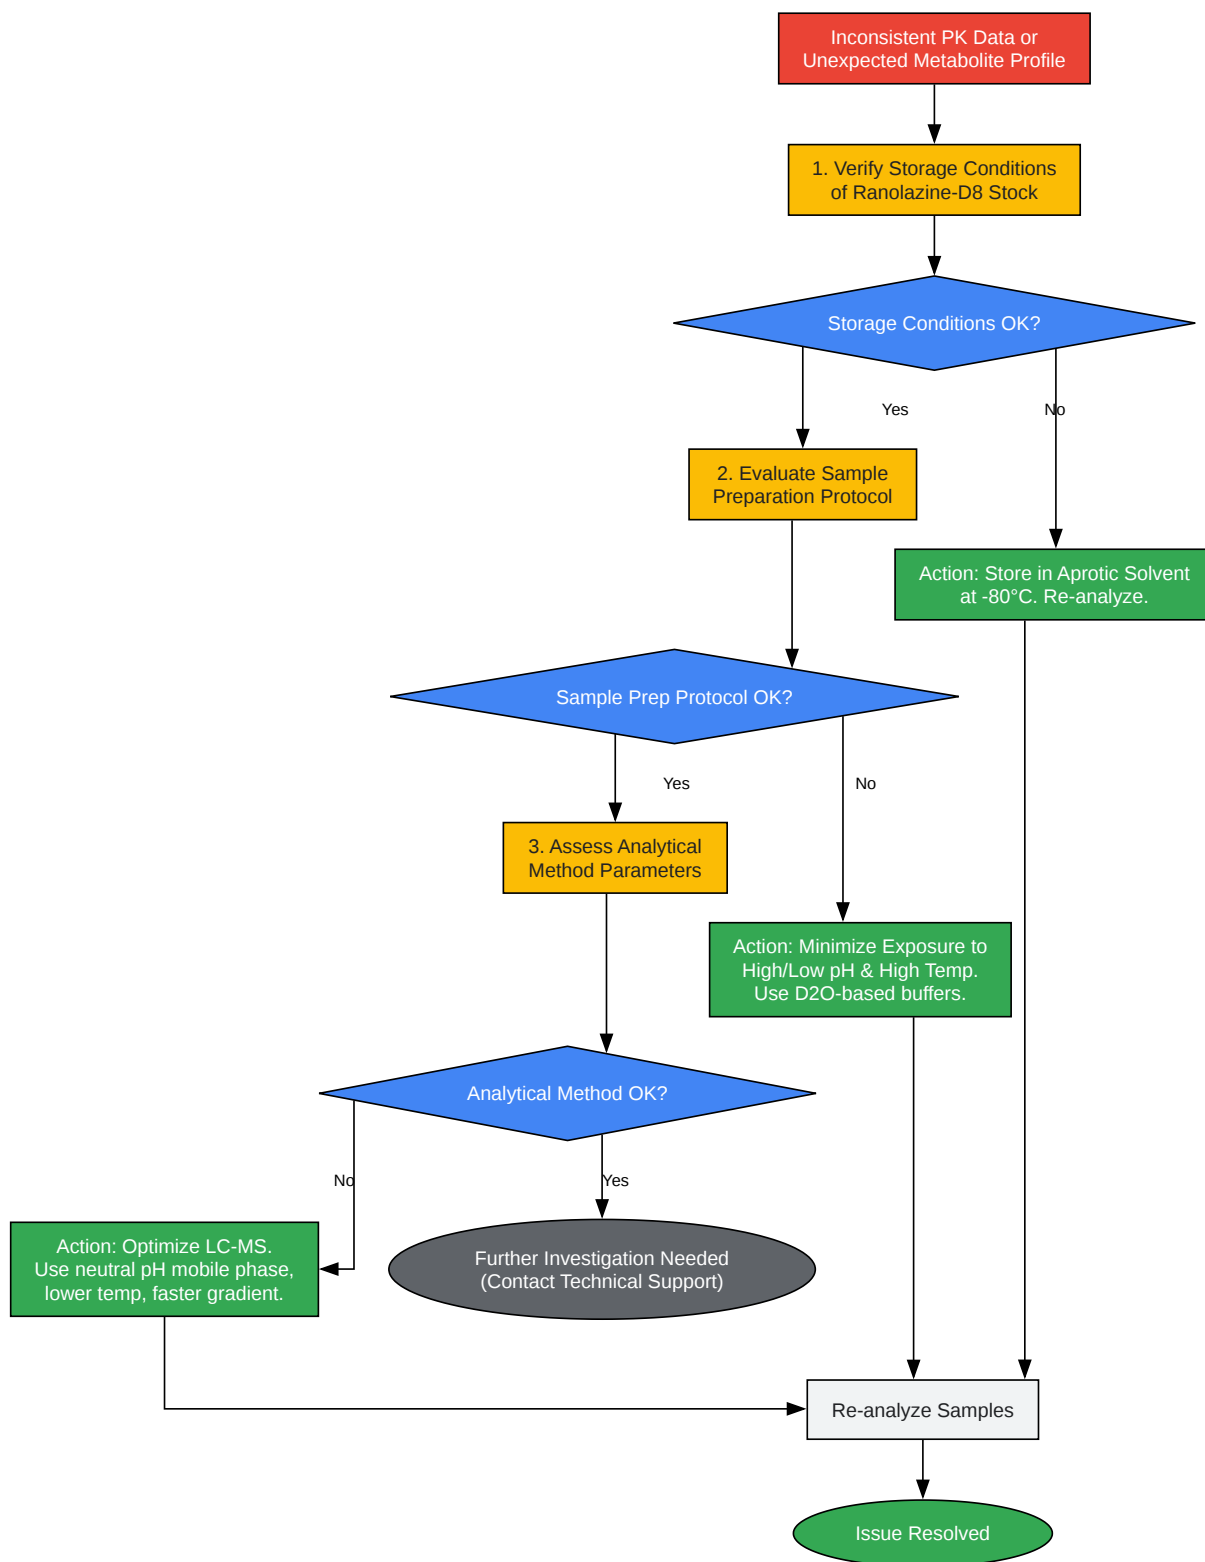 Inconsistent PK Data or
Unexpected Metabolite Profile
1. Verify Storage Conditions
of Ranolazine-D8 Stock
Storage Conditions OK?
Yes
No
2. Evaluate Sample
Preparation Protocol
Action: Store in Aprotic Solvent
at -80°C. Re-analyze.
Sample Prep Protocol OK?
Yes
No
3. Assess Analytical
Method Parameters
Action: Minimize Exposure to
High/Low pH & High Temp.
Use D2O-based buffers.
Analytical Method OK?
No
Yes
Action: Optimize LC-MS.
Use neutral pH mobile phase,
lower temp, faster gradient.
Further Investigation Needed
(Contact Technical Support)
Re-analyze Samples
Issue Resolved